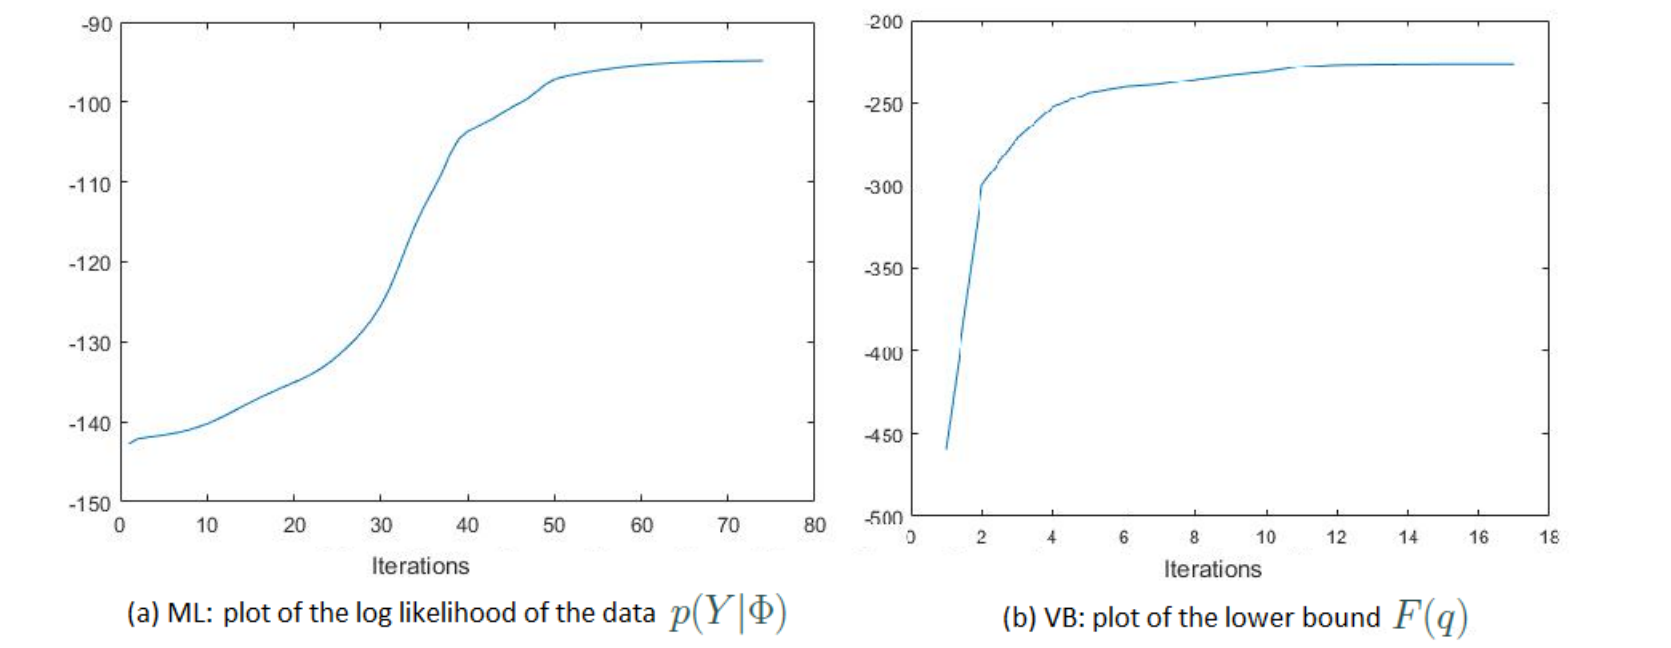 -90
-100
-110
-120
-130
-140
-150
0 10 20 30 40 50 60 70 80
Iterations
(a) ML: plot of the log likelihood of the data p(Y|Φ)
-200
-250
-300
-350
-400
-450
-500
0 2 4 6 8 10 12 14 16 18
Iterations
(b) VB: plot of the lower bound F(q)